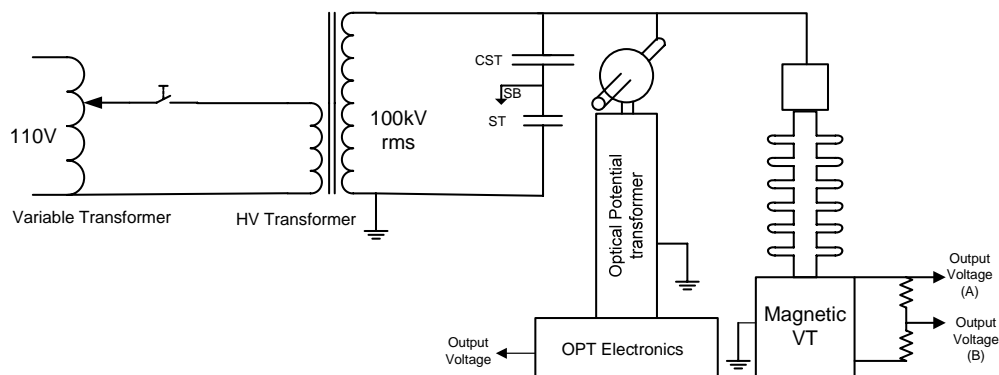 110V
Variable Transformer
HV Transformer
100kV
rms
CST
SB
ST
Optical Potential
transformer
Output
Voltage
OPT Electronics
Magnetic
VT
Output
Voltage
(A)
Output
Voltage
(B)